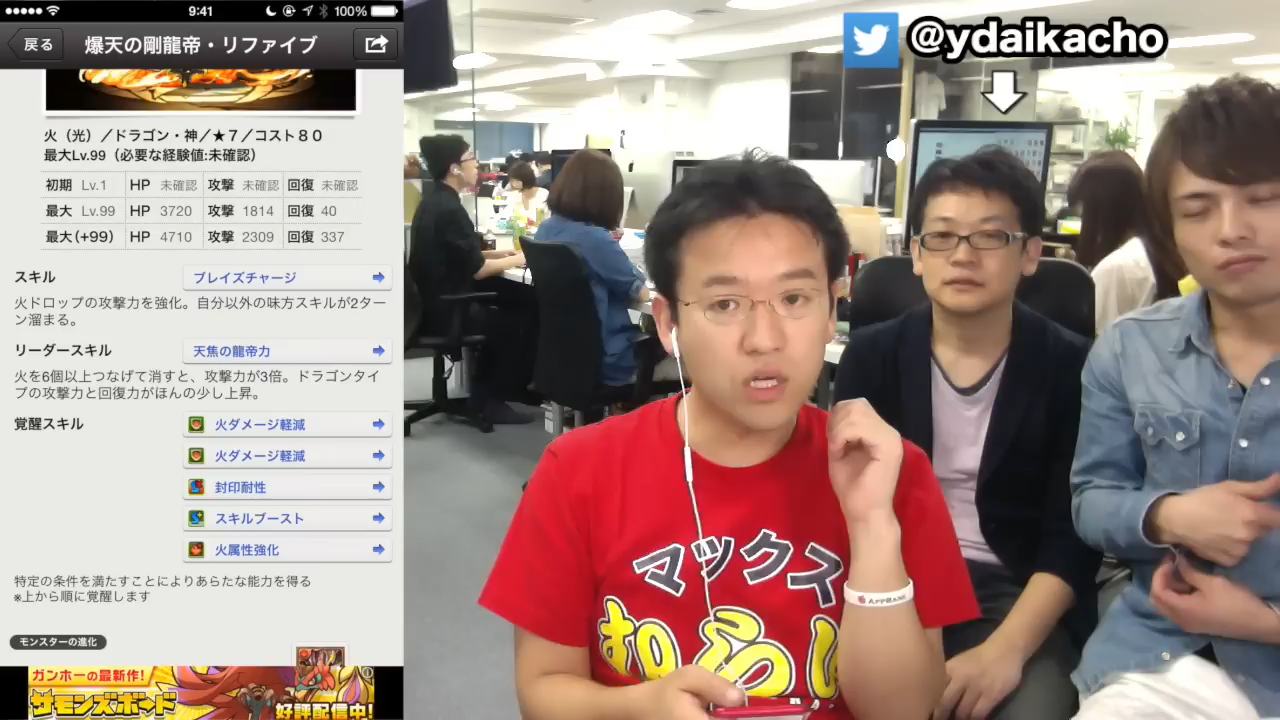 9:41
100%
戻る
爆天の剛龍帝・リファイブ
火（光）／ドラゴン・神／★７／コスト８０
最大Lv.99（必要な経験値:未確認）
初期 Lv.1 HP 未確認 攻撃 未確認 回復 未確認
最大 Lv.99 HP 3720 攻撃 1814 回復 40
最大(+99) HP 4710 攻撃 2309 回復 337
スキル ブレイズチャージ
火ドロップの攻撃力を強化。自分以外の味方スキルが2ター
ン溜まる。
リーダースキル 天焦の龍帝力
火を6個以上つなげて消すと、攻撃力が3倍。ドラゴンタイ
プの攻撃力と回復力がほんの少し上昇。
覚醒スキル 火ダメージ軽減
火ダメージ軽減
封印耐性
スキルブースト
火属性強化
特定の条件を満たすことによりあらたな能力を得る
※上から順に覚醒します
モンスターの進化
ガンホーの最新作!
サモンズボード
好評配信中!
@ydaikacho
マックス
むらい
APPBANK